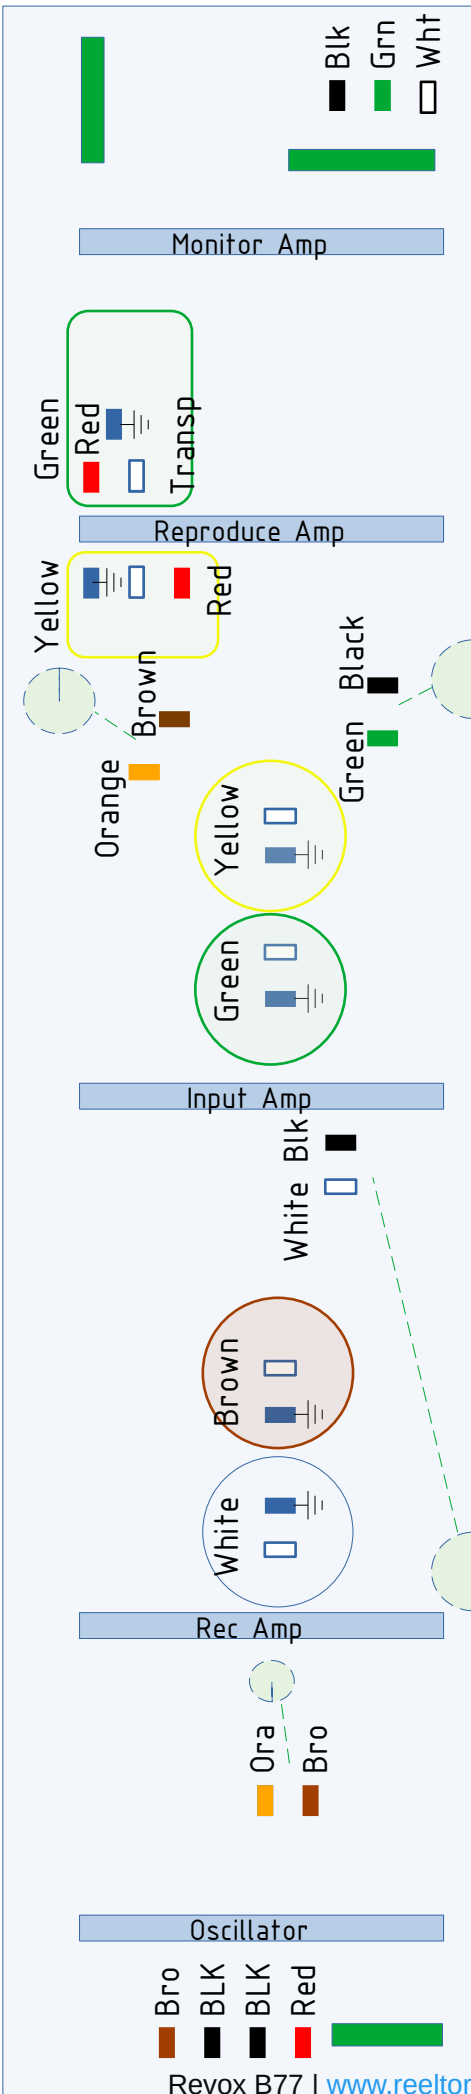 Blk
Grn
Wht
Monitor Amp
Green
Red
Transp
Reproduce Amp
Yellow
Red
Brown
Orange
Black
Green
Yellow
Green
Input Amp
Blk
White
Brown
White
Rec Amp
Ora
Bro
Oscillator
Bro
BLK
BLK
Red
Revox B77 | www.reeltor